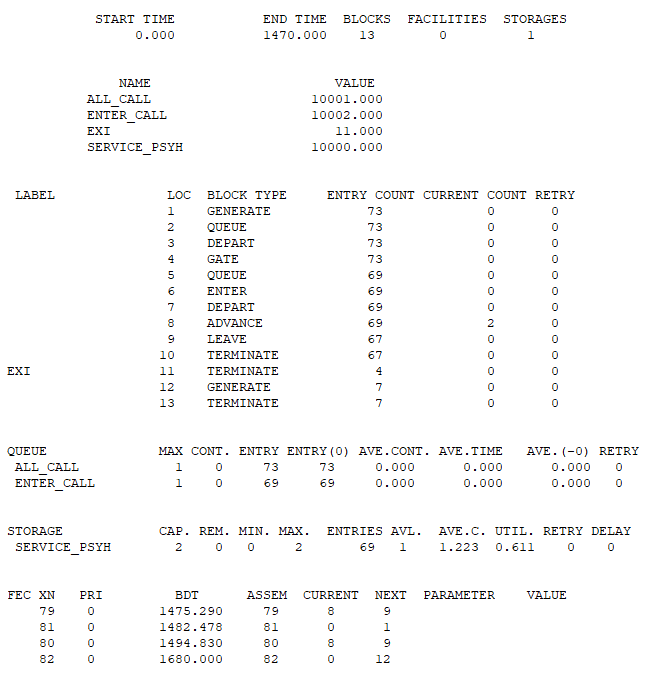 START TIME END TIME BLOCKS FACILITIES STORAGES
0.000 1470.000 13 0 1
NAME VALUE
ALL_CALL 10001.000
ENTER_CALL 10002.000
EXI 11.000
SERVICE_PSYH 10000.000
LABEL LOC BLOCK TYPE ENTRY COUNT CURRENT COUNT RETRY
1 GENERATE 73 0 0
2 QUEUE 73 0 0
3 DEPART 73 0 0
4 GATE 73 0 0
5 QUEUE 69 0 0
6 ENTER 69 0 0
7 DEPART 69 0 0
8 ADVANCE 69 2 0
9 LEAVE 67 0 0
10 TERMINATE 67 0 0
EXI 11 TERMINATE 4 0 0
12 GENERATE 7 0 0
13 TERMINATE 7 0 0
QUEUE MAX CONT. ENTRY ENTRY(0) AVE.CONT. AVE.TIME AVE.(-0) RETRY
ALL_CALL 1 0 73 73 0.000 0.000 0.000 0
ENTER_CALL 1 0 69 69 0.000 0.000 0.000 0
STORAGE CAP. REM. MIN. MAX. ENTRIES AVL. AVE.C. UTIL. RETRY DELAY
SERVICE_PSYH 2 0 0 2 69 1 1.223 0.611 0 0
FEC XN PRI BDT ASSEM CURRENT NEXT PARAMETER VALUE
79 0 1475.290 79 8 9
81 0 1482.478 81 0 1
80 0 1494.830 80 8 9
82 0 1680.000 82 0 12